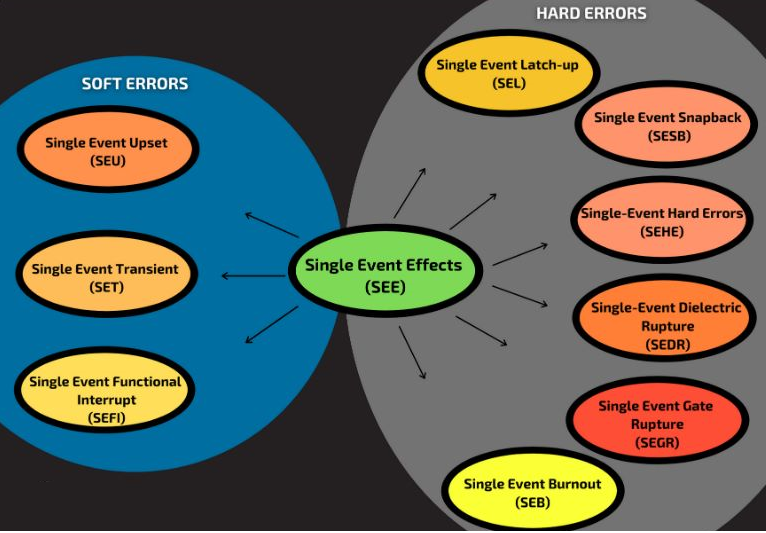 HARD ERRORS
SOFT ERRORS
Single Event Latch-up
(SEL)
Single Event Snapback
(SESB)
Single Event Upset
(SEU)
Single-Event Hard Errors
(SEHE)
Single Event Effects
(SEE)
Single Event Transient
(SET)
Single-Event Dielectric
Rupture
(SEDR)
Single Event Functional
Interrupt
(SEFI)
Single Event Gate
Rupture
(SEGR)
Single Event Burnout
(SEB)